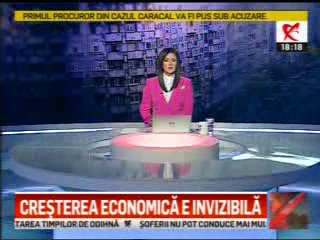 PRIMUL PROCUROR DIN CAZUL CARACAL VA FI PUS SUB ACUZARE.
18:18
CREȘTEREA ECONOMICĂ E INVIZIBILĂ
TAREA TIMPILOR DE ODIHNĂ ȘOFERII NU POT CONDUCE MAI MUL